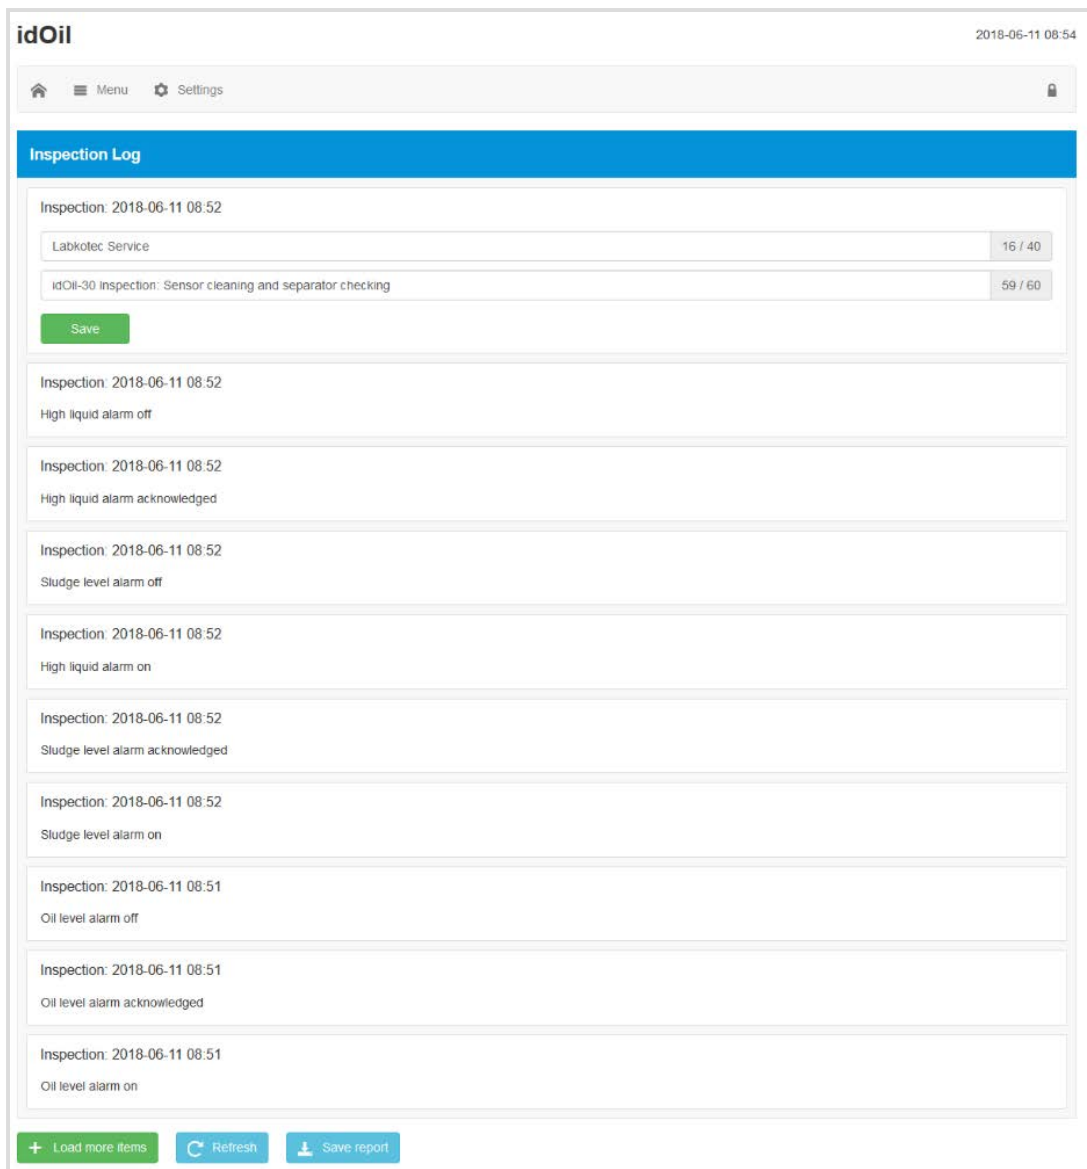 idOil
2018-06-11 08:54
Menu Settings
Inspection Log
Inspection: 2018-06-11 08:52
Labkotec Service 16 / 40
idOil-30 Inspection: Sensor cleaning and separator checking 59 / 60
Save
Inspection: 2018-06-11 08:52
High liquid alarm off
Inspection: 2018-06-11 08:52
High liquid alarm acknowledged
Inspection: 2018-06-11 08:52
Sludge level alarm off
Inspection: 2018-06-11 08:52
High liquid alarm on
Inspection: 2018-06-11 08:52
Sludge level alarm acknowledged
Inspection: 2018-06-11 08:52
Sludge level alarm on
Inspection: 2018-06-11 08:51
Oil level alarm off
Inspection: 2018-06-11 08:51
Oil level alarm acknowledged
Inspection: 2018-06-11 08:51
Oil level alarm on
+ Load more items Refresh Save report